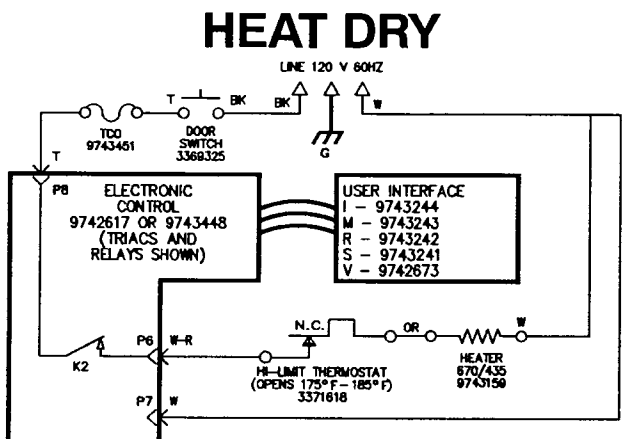 HEAT DRY
LINE 120 V 60HZ
T
BK
BK
W
TCO
9743451
DOOR
SWITCH
3369325
G
T
P8
ELECTRONIC
CONTROL
9742617 OR 9743448
(TRIACS AND
RELAYS SHOWN)
USER INTERFACE
I - 9743244
M - 9743243
R - 9743242
S - 9743241
V - 9742673
K2
P6
W-R
N.C.
OR
W
HI-LIMIT THERMOSTAT
(OPENS 175°F-185°F)
3371618
HEATER
670/435
9743159
P7
W